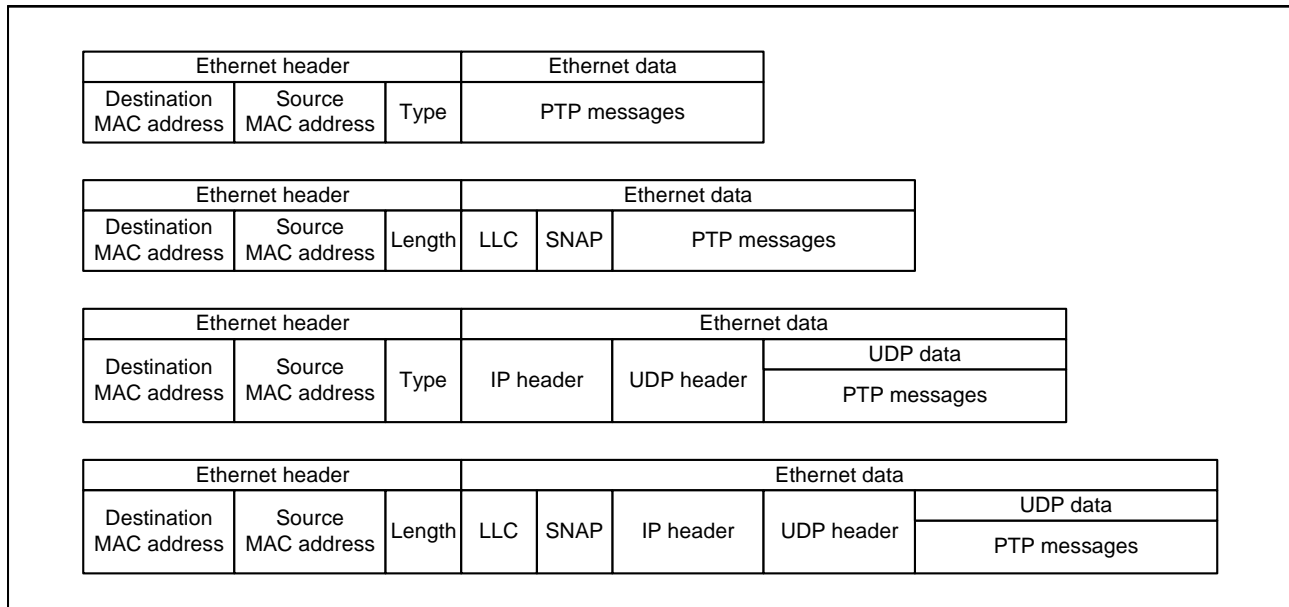 Ethernet header Ethernet data
Destination MAC address Source MAC address Type PTP messages
Ethernet header Ethernet data
Destination MAC address Source MAC address Length LLC SNAP PTP messages
Ethernet header Ethernet data
Destination MAC address Source MAC address Type IP header UDP header UDP data
PTP messages
Ethernet header Ethernet data
Destination MAC address Source MAC address Length LLC SNAP IP header UDP header UDP data
PTP messages